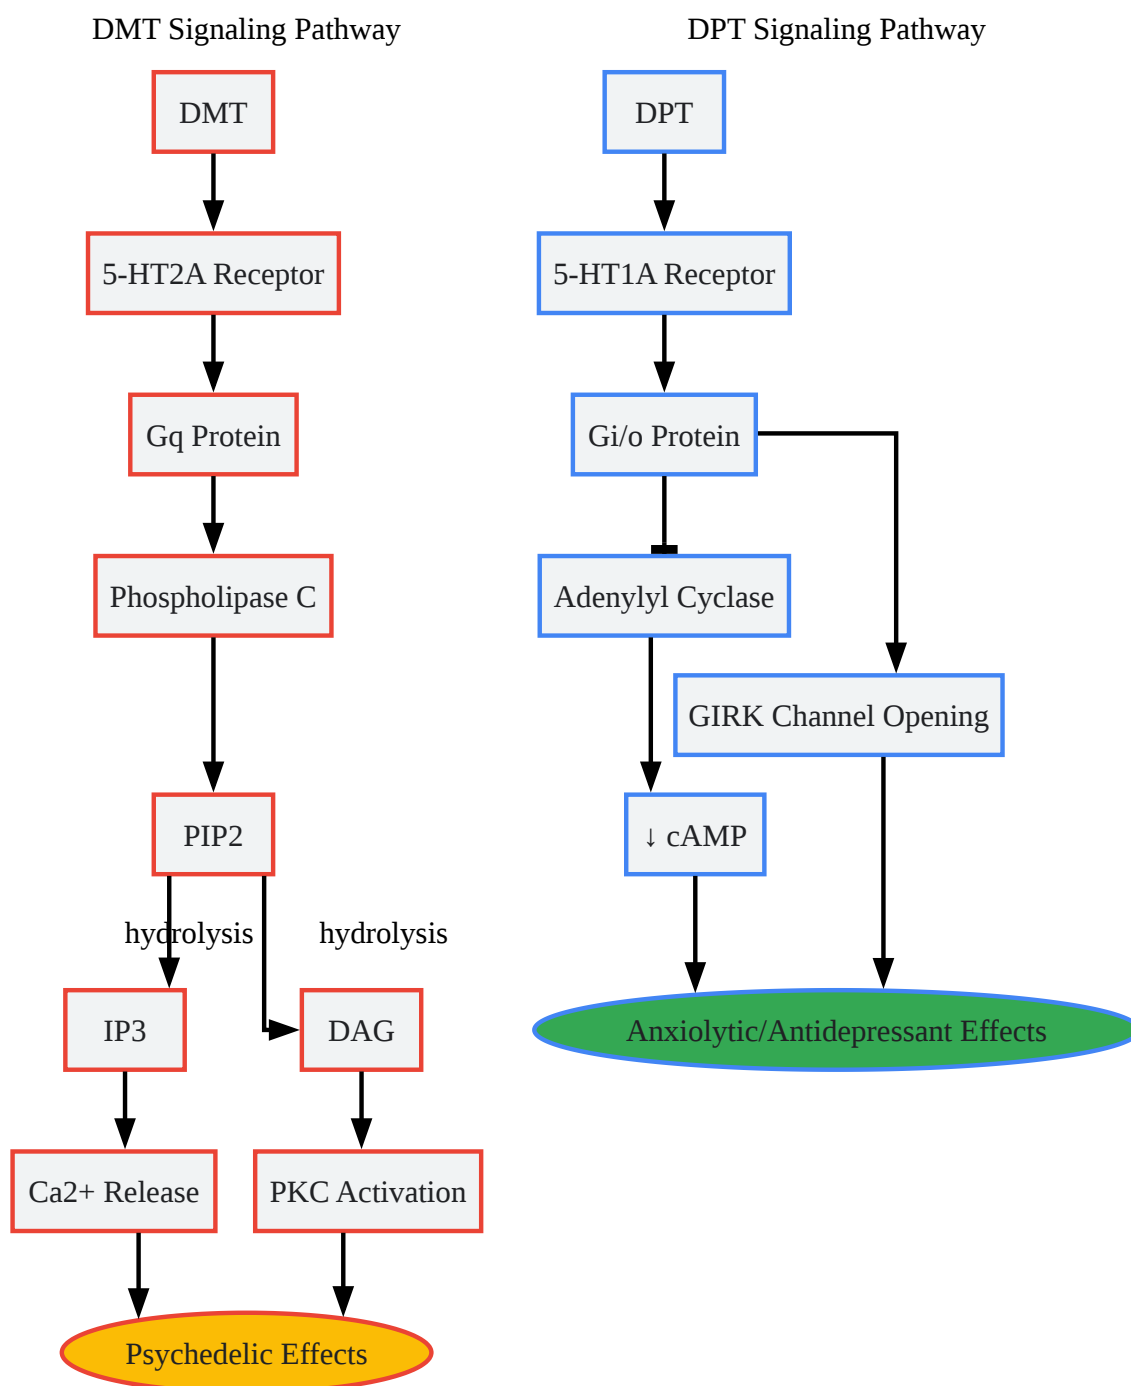 DMT Signaling Pathway
DMT
5-HT2A Receptor
Gq Protein
Phospholipase C
PIP2
hydrolysis
hydrolysis
IP3
DAG
Ca2+ Release
PKC Activation
Psychedelic Effects
DPT Signaling Pathway
DPT
5-HT1A Receptor
Gi/o Protein
Adenylyl Cyclase
GIRK Channel Opening
↓ cAMP
Anxiolytic/Antidepressant Effects